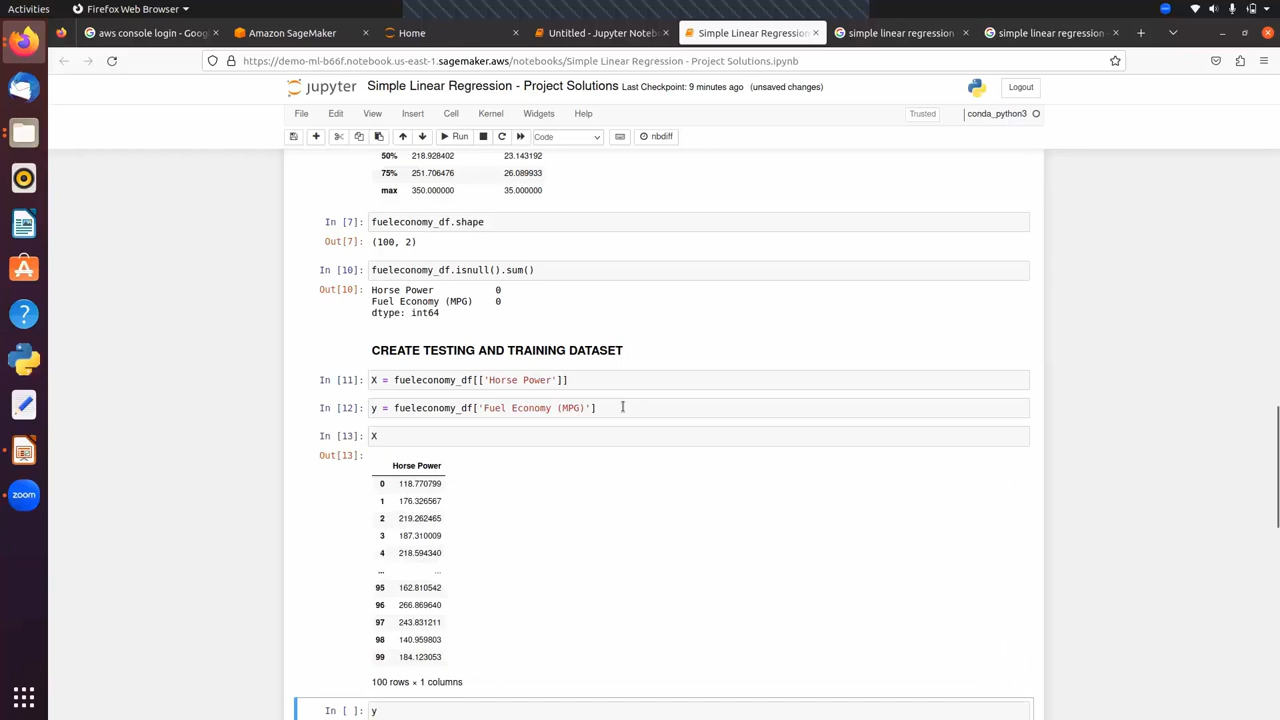 Activities
Firefox Web Browser
aws console login - Goog
Amazon SageMaker
Home
Untitled - Jupyter Noteb
Simple Linear Regression
simple linear regression
simple linear regression
https://demo-ml-b66f.notebook.us-east-1.sagemaker.aws/notebooks/Simple Linear Regression - Project Solutions.ipynb
jupyter Simple Linear Regression - Project Solutions Last Checkpoint: 9 minutes ago (unsaved changes)
Logout
File Edit View Insert Cell Kernel Widgets Help
Trusted
conda_python3
Run
Code
nbdiff
50% 218.928402 23.143192
75% 251.706476 26.089933
max 350.000000 35.000000
In [7]: fueleconomy_df.shape
Out[7]: (100, 2)
In [10]: fueleconomy_df.isnull().sum()
Out[10]: Horse Power 0
Fuel Economy (MPG) 0
dtype: int64
CREATE TESTING AND TRAINING DATASET
In [11]: X = fueleconomy_df[['Horse Power']]
In [12]: y = fueleconomy_df['Fuel Economy (MPG)']
In [13]: X
Out[13]:
Horse Power
0 118.770799
1 176.326567
2 219.262465
3 187.310009
4 218.594340
... ...
95 162.810542
96 266.869640
97 243.831211
98 140.959803
99 184.123053
100 rows × 1 columns
In [ ]: y
zoom